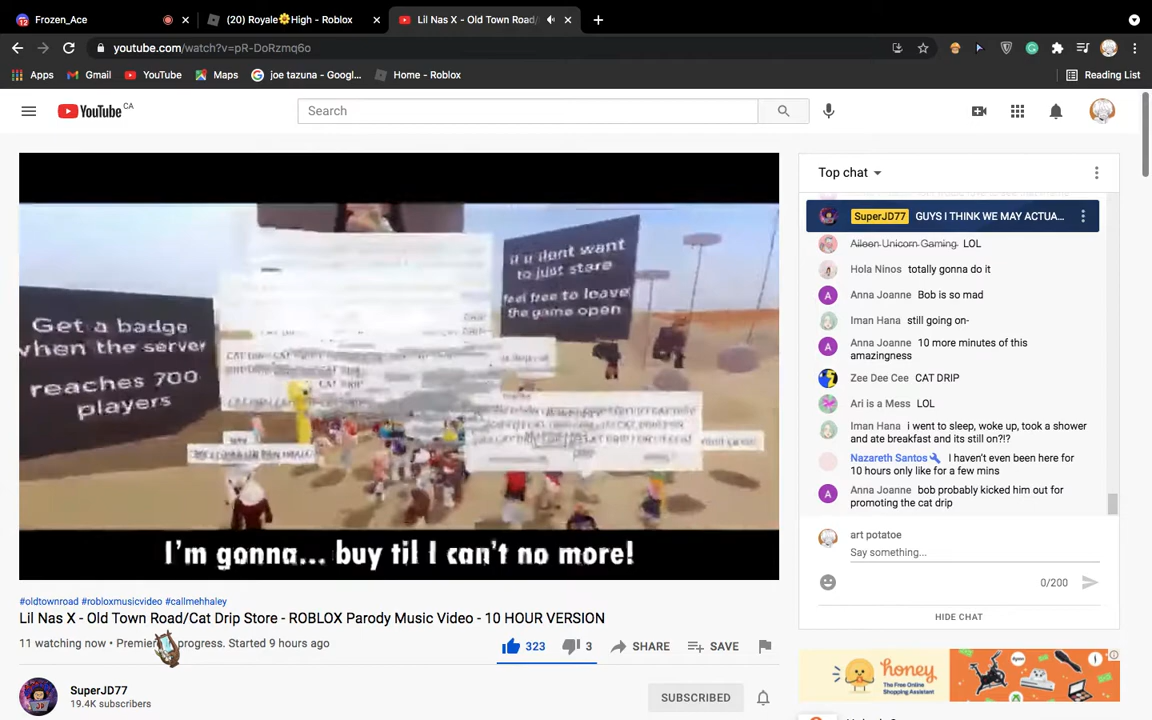 Frozen_Ace
(20) Royale🌼High - Roblox
Lil Nas X - Old Town Road/
youtube.com/watch?v=pR-DoRzmq6o
Apps
Gmail
YouTube
Maps
joe tazuna - Googl...
Home - Roblox
Reading List
YouTube CA
Search
if u dont want
to just stare
feel free to leave
the game open
Get a badge
when the server
reaches 700
players
CAT DRIP
I'm gonna... buy til I can't no more!
#oldtownroad #robloxmusicvideo #callmehhaley
Lil Nas X - Old Town Road/Cat Drip Store - ROBLOX Parody Music Video - 10 HOUR VERSION
11 watching now • Premiere progress. Started 9 hours ago
323
3
SHARE
SAVE
SuperJD77
19.4K subscribers
SUBSCRIBED
Top chat
SuperJD77 GUYS I THINK WE MAY ACTUA...
Aileen Unicorn Gaming LOL
Hola Ninos totally gonna do it
Anna Joanne Bob is so mad
Iman Hana still going on-
Anna Joanne 10 more minutes of this
amazingness
Zee Dee Cee CAT DRIP
Ari is a Mess LOL
Iman Hana i went to sleep, woke up, took a shower
and ate breakfast and its still on?!?
Nazareth Santos I haven't even been here for
10 hours only like for a few mins
Anna Joanne bob probably kicked him out for
promoting the cat drip
art potatoe
Say something...
0/200
HIDE CHAT
honey
The Free Online
Shopping Assistant